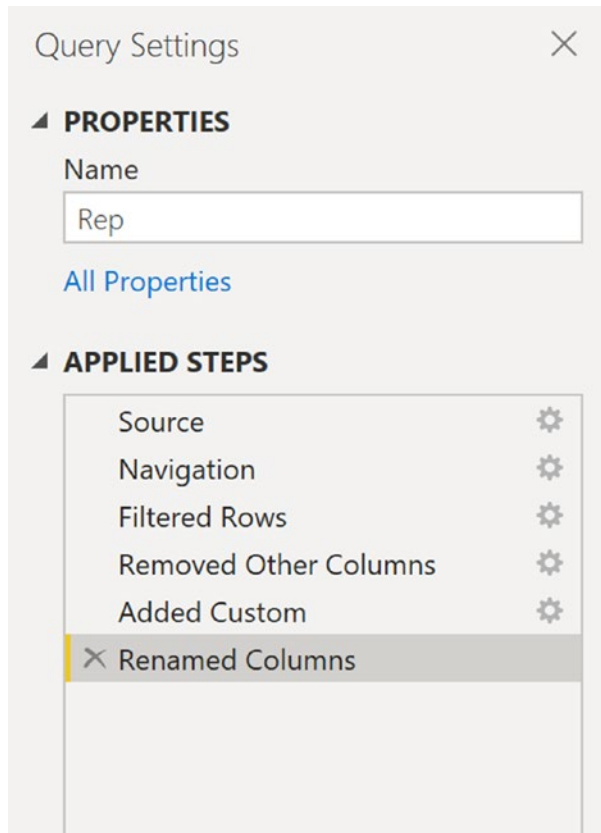 Query Settings
PROPERTIES
Name
Rep
All Properties
APPLIED STEPS
Source
Navigation
Filtered Rows
Removed Other Columns
Added Custom
Renamed Columns